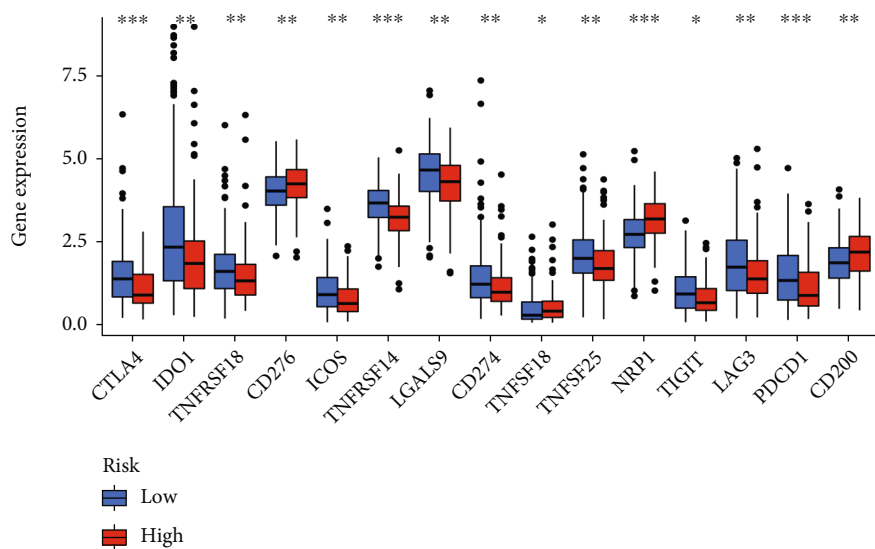 *** ** ** ** ** *** ** ** * ** *** * ** *** **
Gene expression
7.5
5.0
2.5
0.0
CTLA4 IDO1 TNFRSF18 CD276 ICOS TNFRSF14 LGALS9 CD274 TNFSF18 TNFSF25 NRP1 TIGIT LAG3 PDCD1 CD200
Risk
Low
High